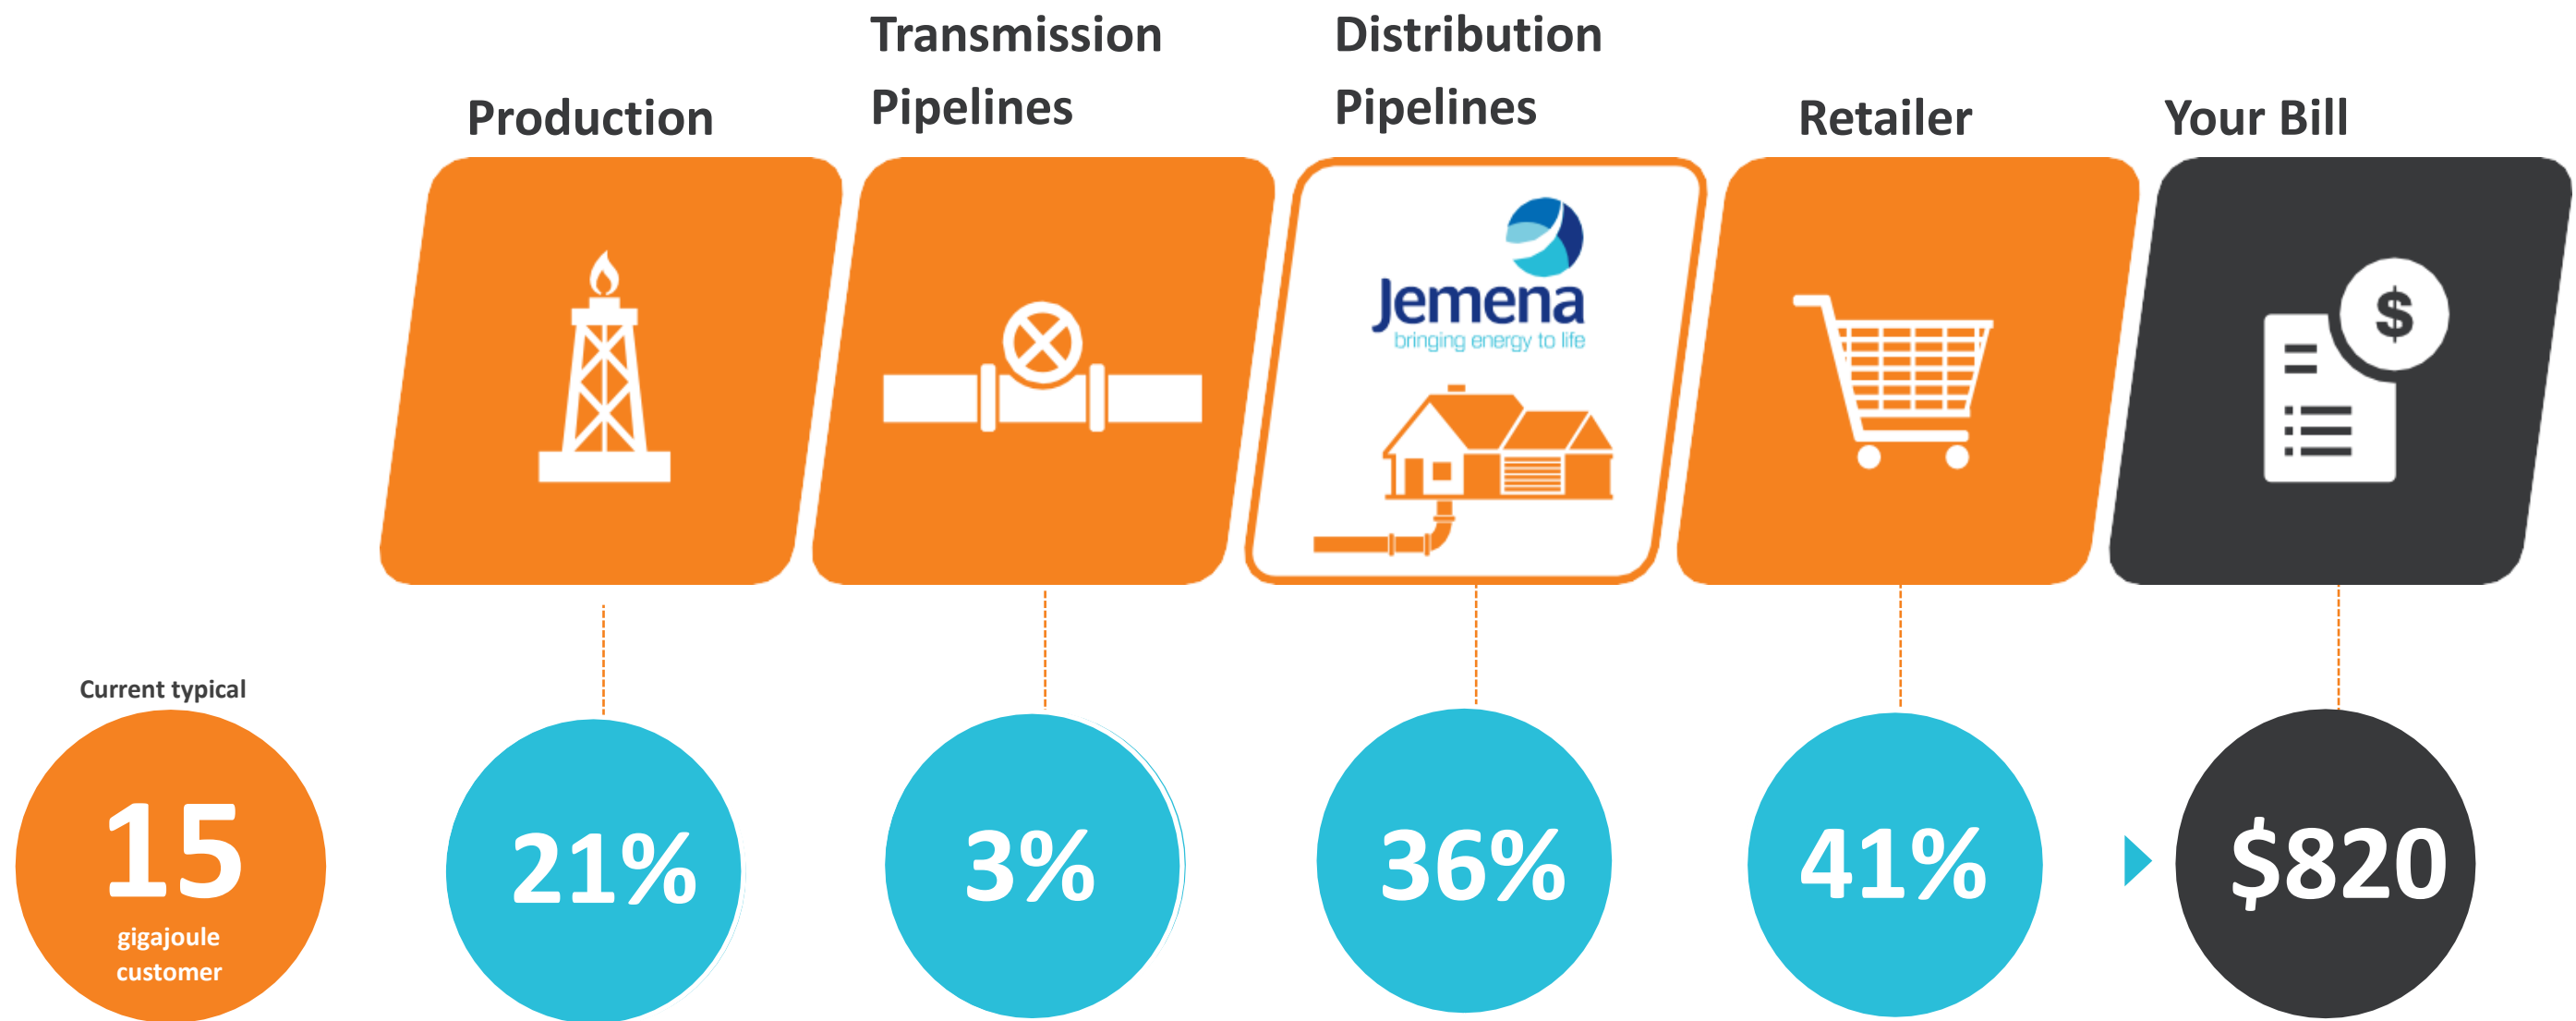 Transmission
Pipelines
Distribution
Pipelines
Production
Retailer
Your Bill
Jemena
bringing energy to life
$
Current typical
15
gigajoule
customer
21%
3%
36%
41%
$820